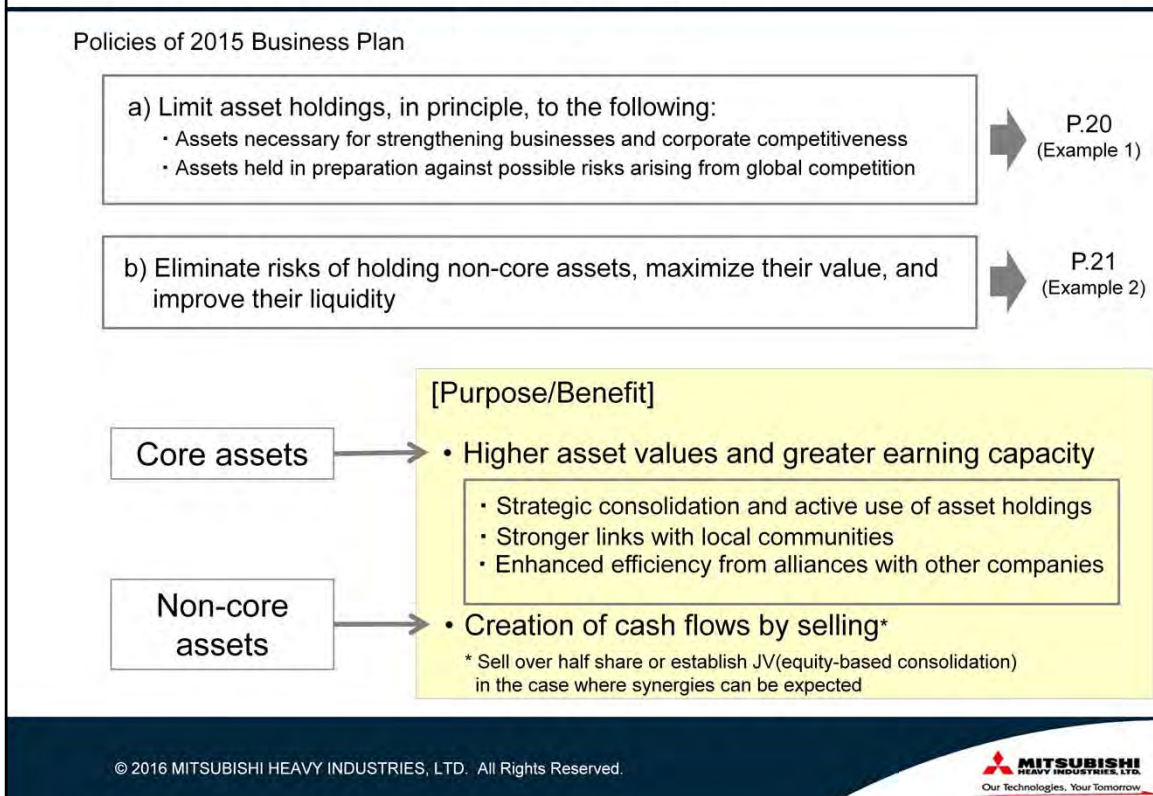 Policies of 2015 Business Plan
a) Limit asset holdings, in principle, to the following:
・Assets necessary for strengthening businesses and corporate competitiveness
・Assets held in preparation against possible risks arising from global competition
P.20
(Example 1)
b) Eliminate risks of holding non-core assets, maximize their value, and
improve their liquidity
P.21
(Example 2)
[Purpose/Benefit]
Core assets
・Higher asset values and greater earning capacity
・Strategic consolidation and active use of asset holdings
・Stronger links with local communities
・Enhanced efficiency from alliances with other companies
Non-core
assets
・Creation of cash flows by selling*
* Sell over half share or establish JV(equity-based consolidation)
in the case where synergies can be expected
© 2016 MITSUBISHI HEAVY INDUSTRIES, LTD. All Rights Reserved.
MITSUBISHI
HEAVY INDUSTRIES, LTD.
Our Technologies, Your Tomorrow